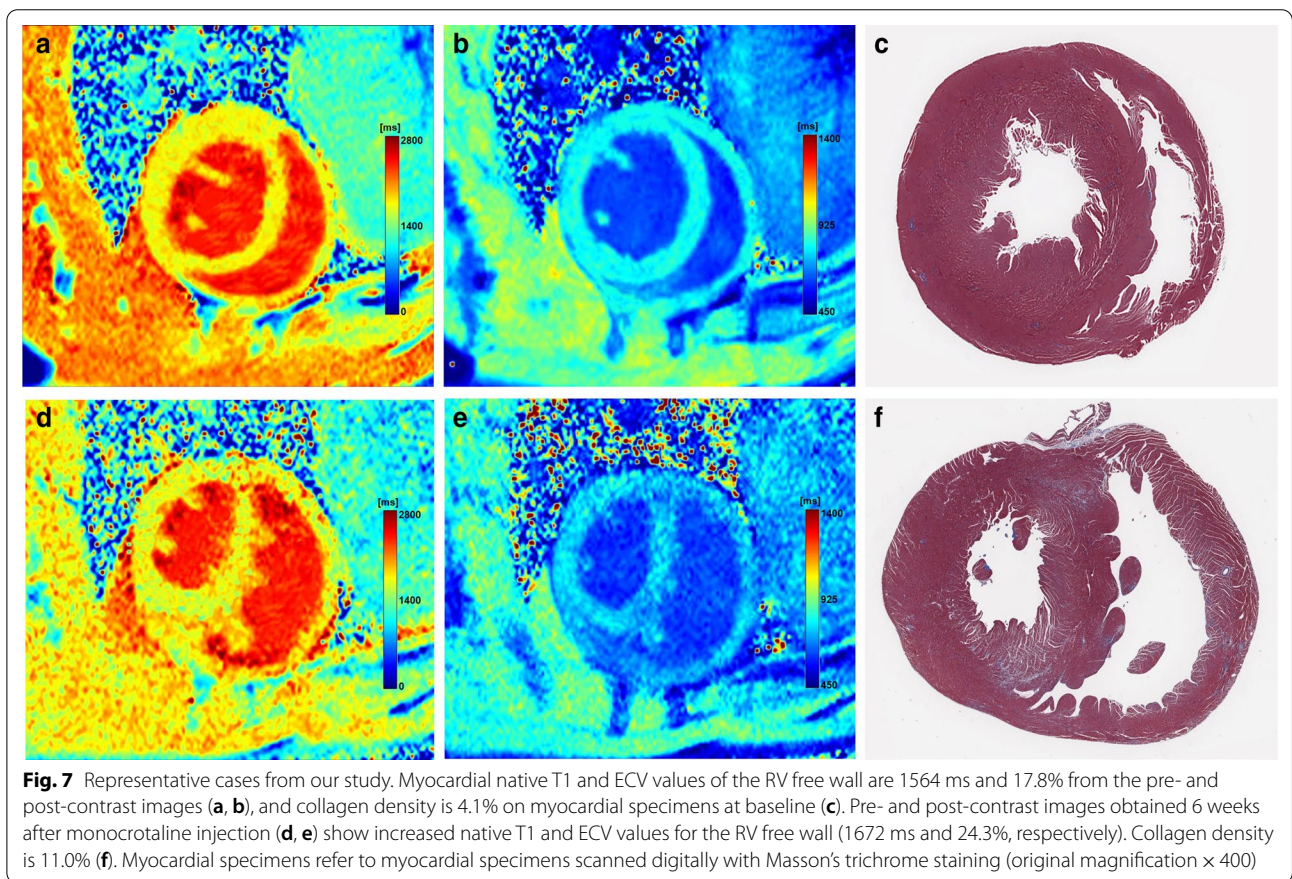 a
b
c
[ms]
2800
1400
0
[ms]
1400
925
450
d
e
f
[ms]
2800
1400
0
[ms]
1400
925
450
Fig. 7 Representative cases from our study. Myocardial native T1 and ECV values of the RV free wall are 1564 ms and 17.8% from the pre- and
post-contrast images (a, b), and collagen density is 4.1% on myocardial specimens at baseline (c). Pre- and post-contrast images obtained 6 weeks
after monocrotaline injection (d, e) show increased native T1 and ECV values for the RV free wall (1672 ms and 24.3%, respectively). Collagen density
is 11.0% (f). Myocardial specimens refer to myocardial specimens scanned digitally with Masson’s trichrome staining (original magnification × 400)